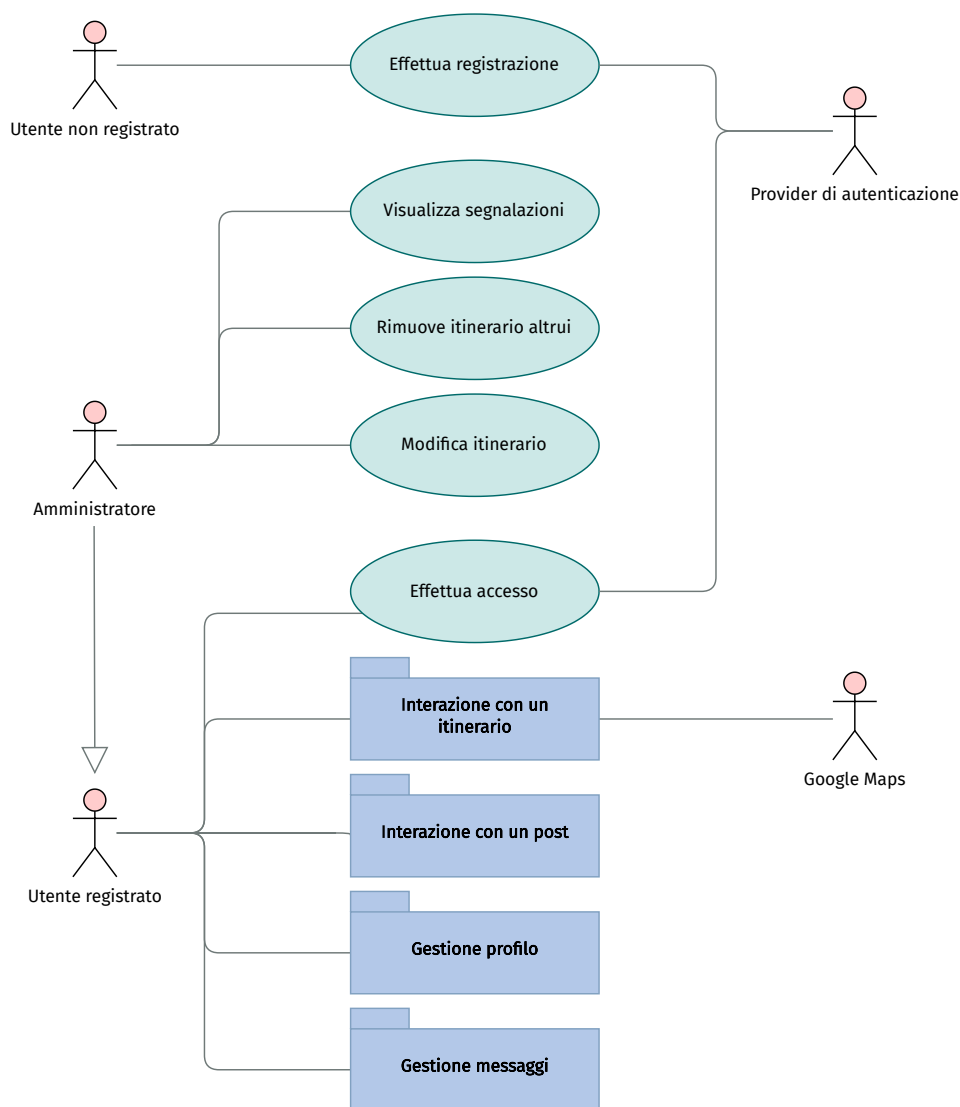 Effettua registrazione
Utente non registrato
Provider di autenticazione
Visualizza segnalazioni
Rimuove itinerario altrui
Modifica itinerario
Amministratore
Effettua accesso
Interazione con un
itinerario
Google Maps
Interazione con un post
Utente registrato
Gestione profilo
Gestione messaggi